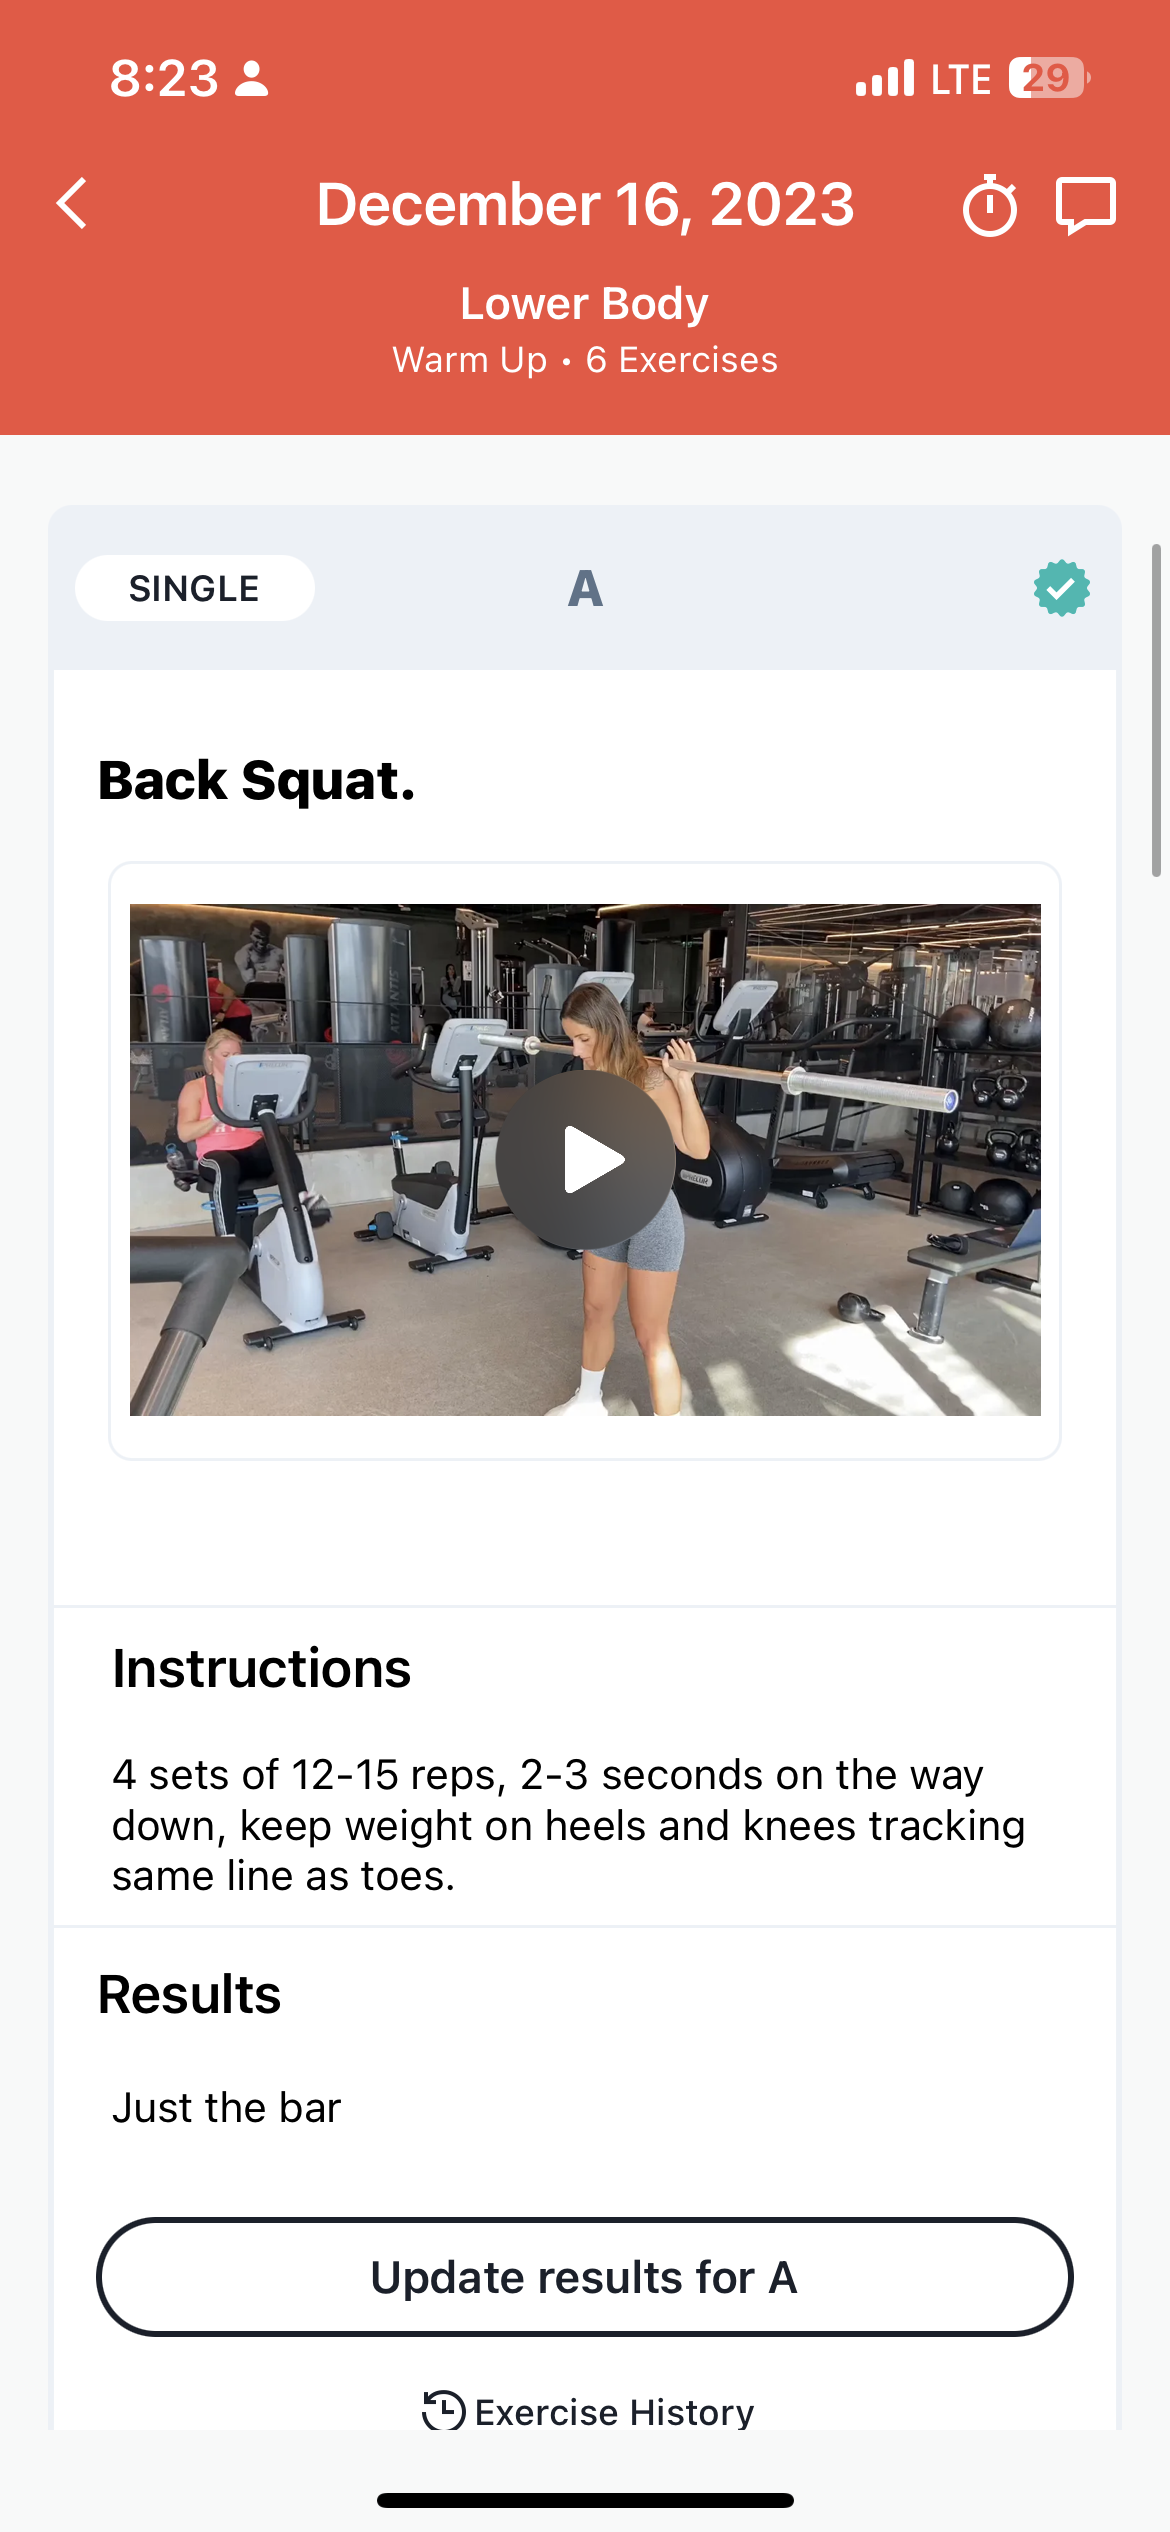 8:23
LTE
29
December 16, 2023
Lower Body
Warm Up • 6 Exercises
SINGLE
A
Back Squat.
ATLANTIS
PRECOR
Instructions
4 sets of 12-15 reps, 2-3 seconds on the way
down, keep weight on heels and knees tracking
same line as toes.
Results
Just the bar
Update results for A
Exercise History